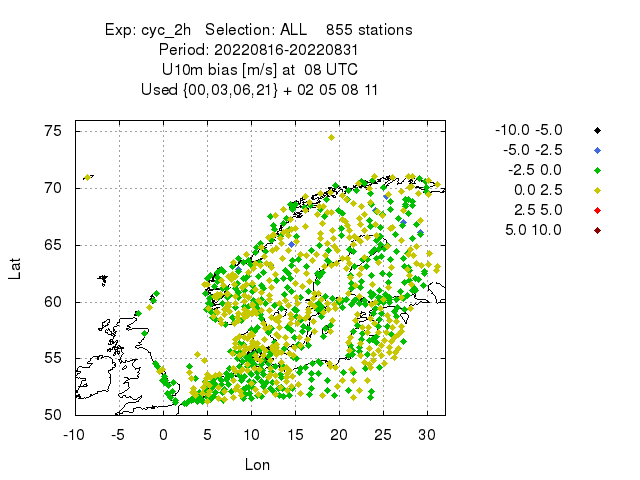 Exp: cyc_2h   Selection: ALL    855 stations
Period: 20220816-20220831
U10m bias [m/s] at  08 UTC
Used {00,03,06,21} + 02 05 08 11
-10.0 -5.0
-5.0 -2.5
-2.5 0.0
0.0 2.5
2.5 5.0
5.0 10.0
75
70
65
60
55
50
Lat
-10 -5 0 5 10 15 20 25 30
Lon